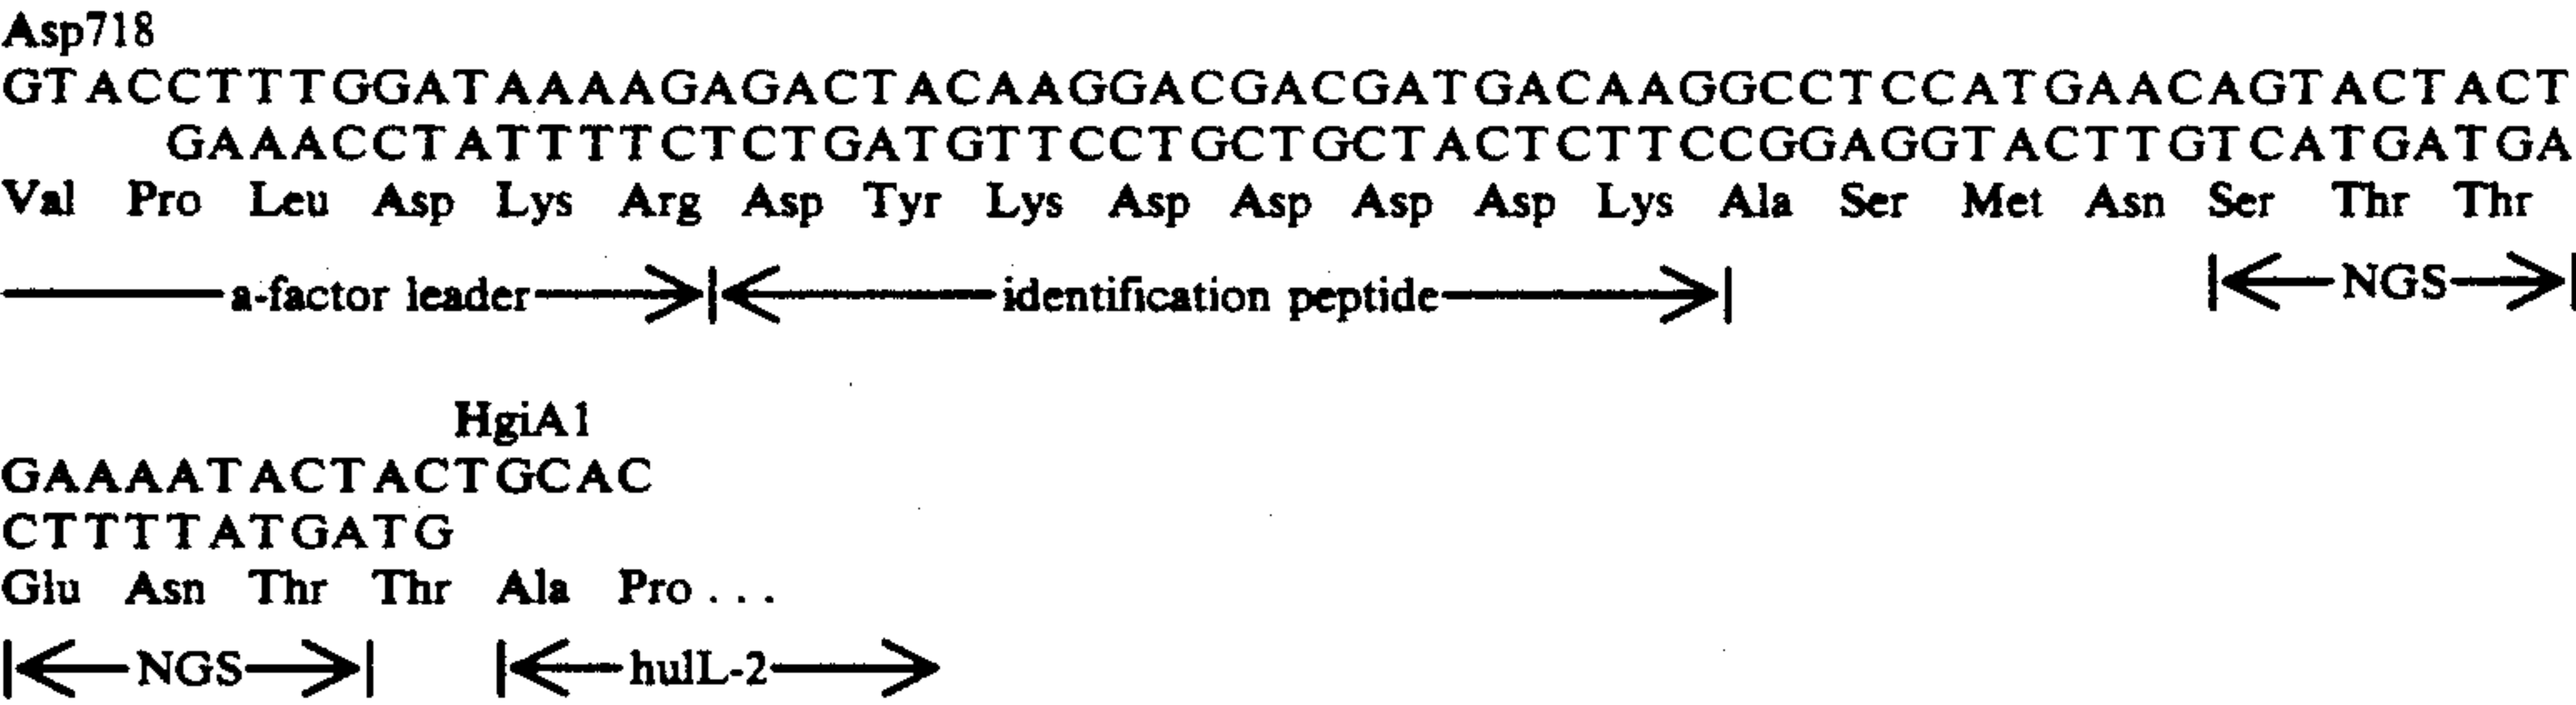 Asp718
GTACCTTTGGATAAAAGAGACTACAAGGACGACGATGACAAGGCCTCCATGAACAGTACTACT
GAAACCTATTTTCTCTGATGTTCCTGCTGCTACTCTTCCGGAGGTACTTGTCATGATGA
Val Pro Leu Asp Lys Arg Asp Tyr Lys Asp Asp Asp Asp Lys Ala Ser Met Asn Ser Thr Thr
a-factor leader identification peptide NGS
HgiA1
GAAAATACTACTGCAC
CTTTTATGATG
Glu Asn Thr Thr Ala Pro . . .
NGS hulL-2